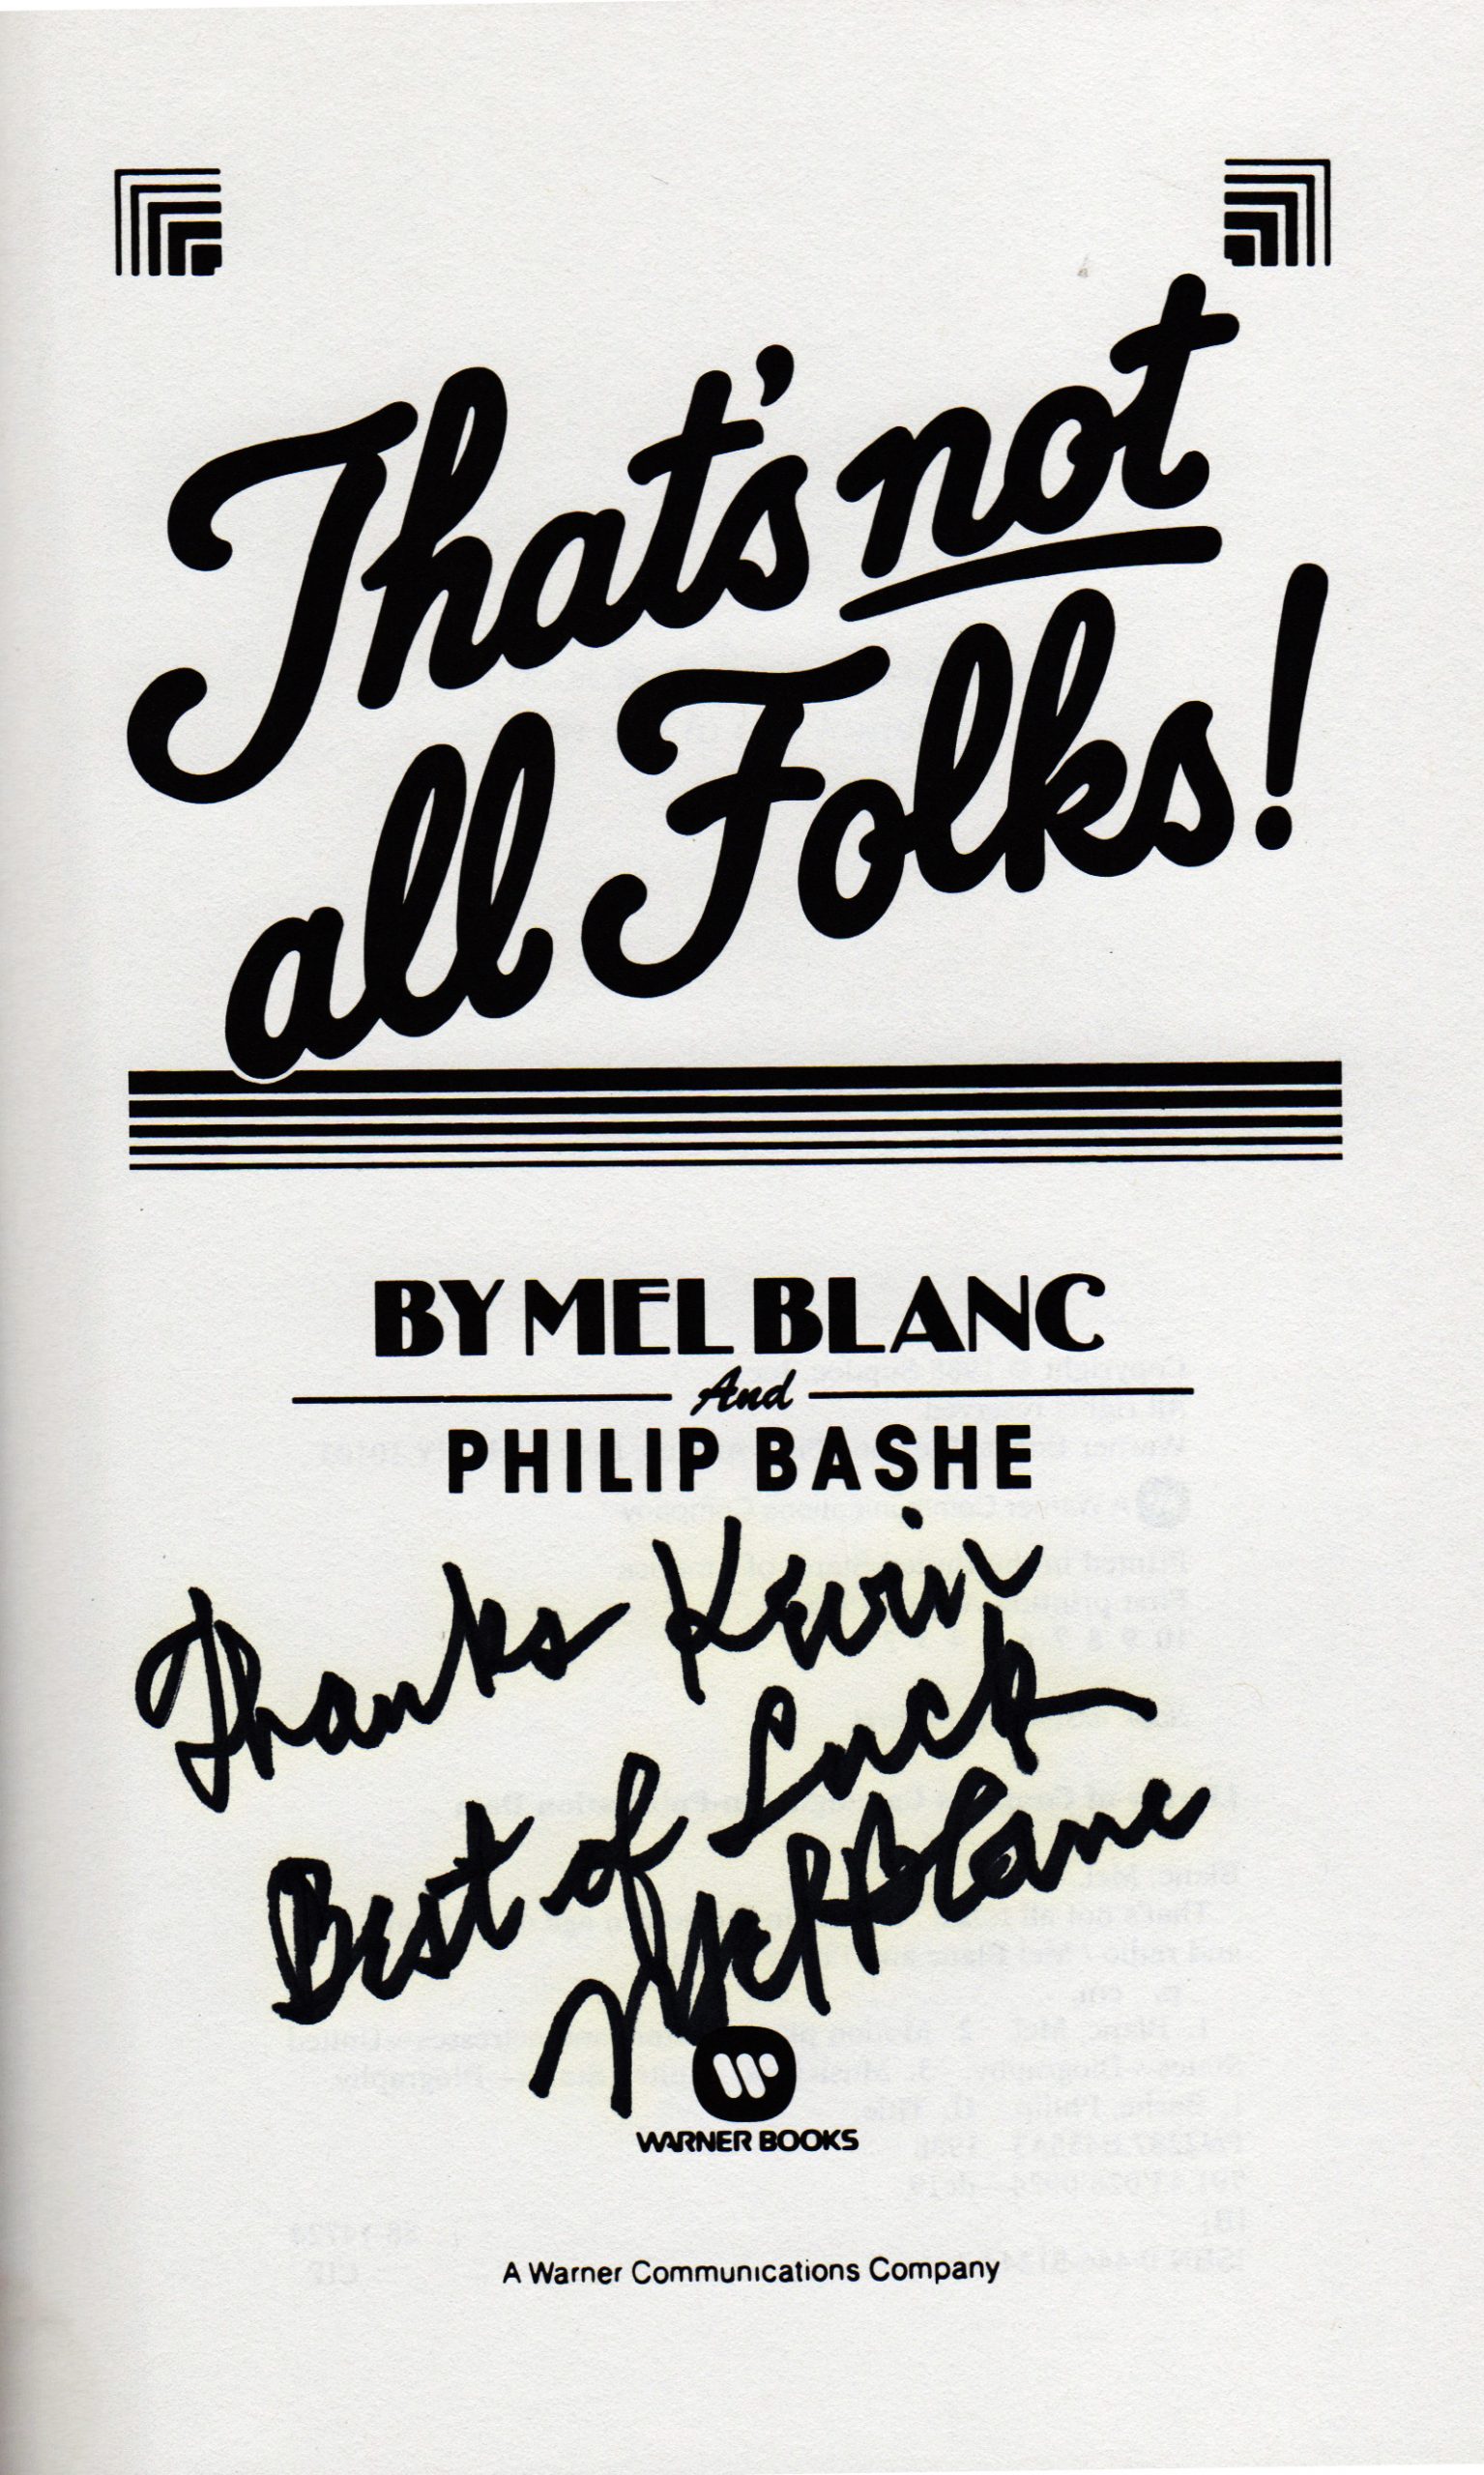 That's not
all Folks!
BY MEL BLANC
And
PHILIP BASHE
Thanks Kevin
Best of Luck
Mel Blanc
WARNER BOOKS
A Warner Communications Company